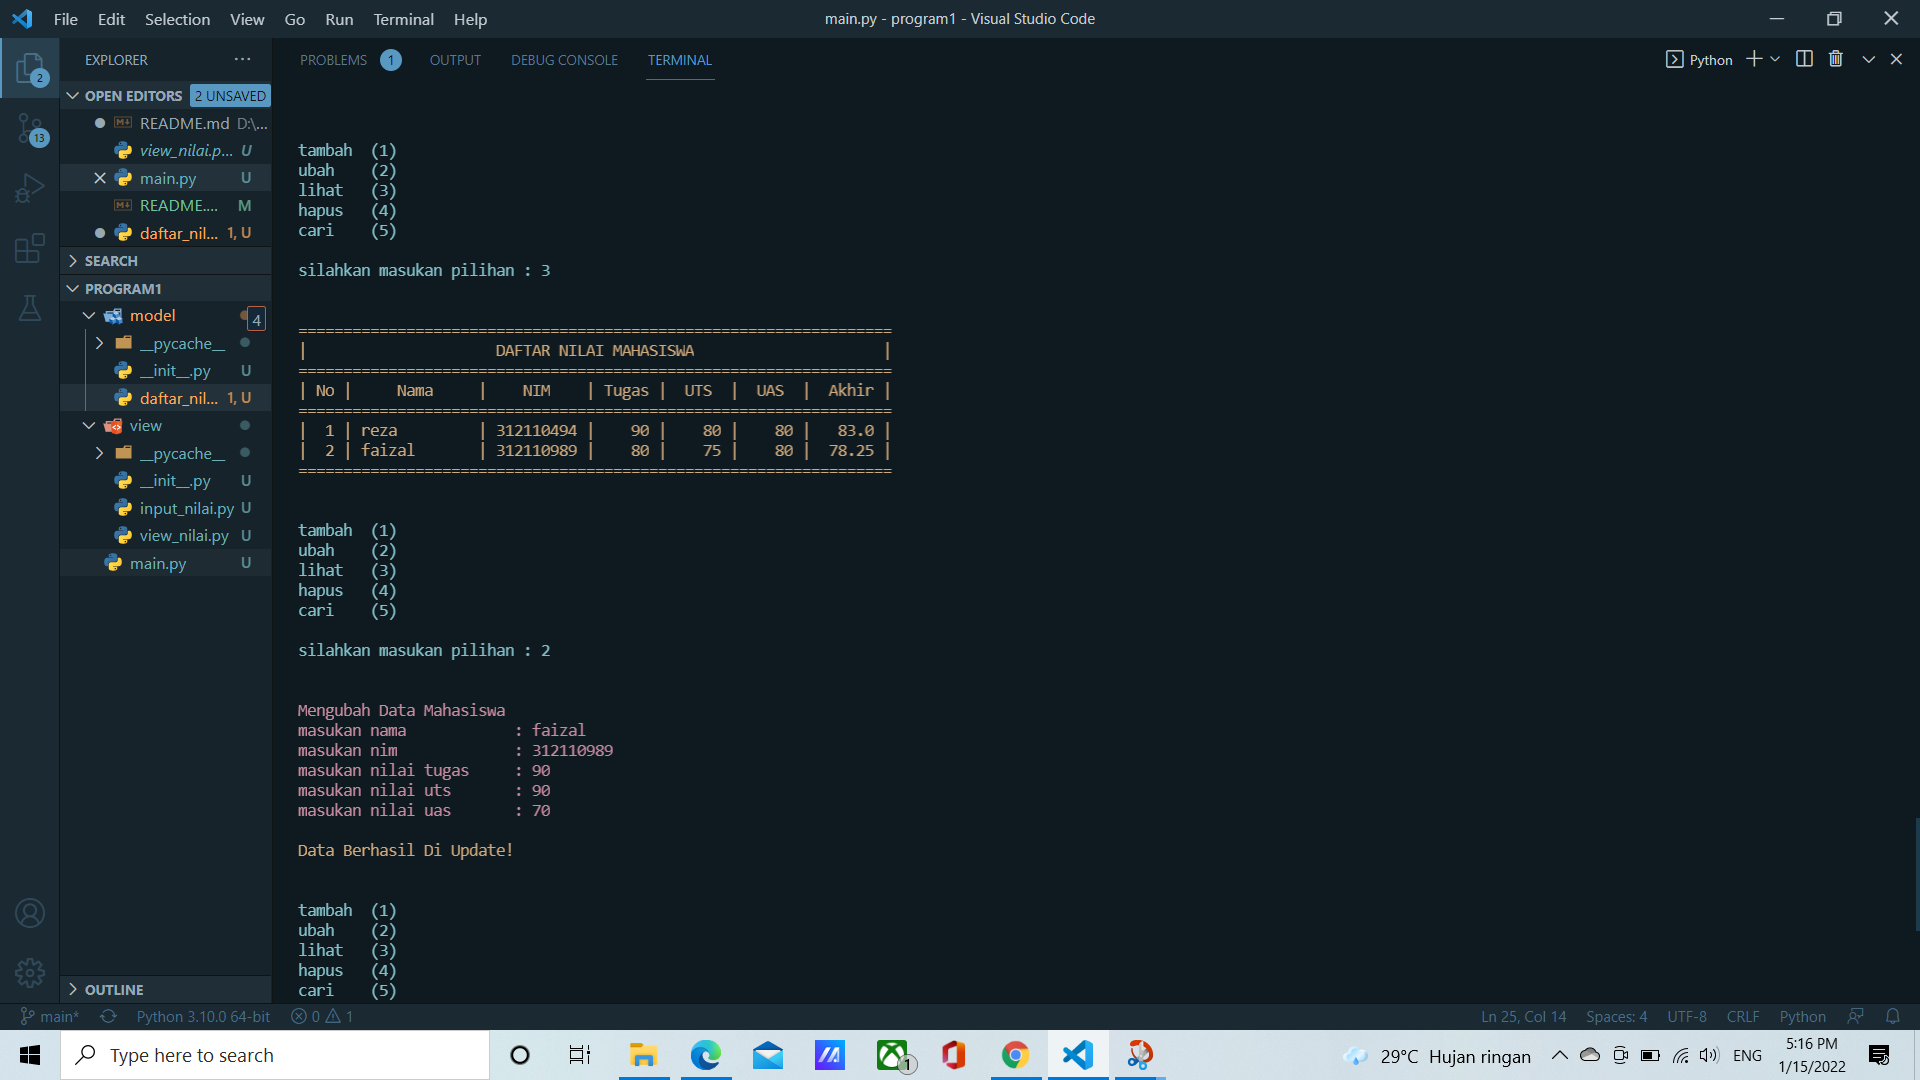 File Edit Selection View Go Run Terminal Help
main.py - program1 - Visual Studio Code
EXPLORER ...
PROBLEMS 1 OUTPUT DEBUG CONSOLE TERMINAL
Python
2
13
OPEN EDITORS 2 UNSAVED
README.md D:\...
view_nilai.p... U
main.py U
README.... M
daftar_nil... 1, U
SEARCH
PROGRAM1
model 4
__pycache__
__init__.py U
daftar_nil... 1, U
view
__pycache__
__init__.py U
input_nilai.py U
view_nilai.py U
main.py U
OUTLINE
tambah (1)
ubah (2)
lihat (3)
hapus (4)
cari (5)
silahkan masukan pilihan : 3
==================================================================
| DAFTAR NILAI MAHASISWA |
==================================================================
| No | Nama | NIM | Tugas | UTS | UAS | Akhir |
==================================================================
| 1 | reza | 312110494 | 90 | 80 | 80 | 83.0 |
| 2 | faizal | 312110989 | 80 | 75 | 80 | 78.25 |
==================================================================
tambah (1)
ubah (2)
lihat (3)
hapus (4)
cari (5)
silahkan masukan pilihan : 2
Mengubah Data Mahasiswa
masukan nama : faizal
masukan nim : 312110989
masukan nilai tugas : 90
masukan nilai uts : 90
masukan nilai uas : 70
Data Berhasil Di Update!
tambah (1)
ubah (2)
lihat (3)
hapus (4)
cari (5)
main* Python 3.10.0 64-bit 0 1
Ln 25, Col 14 Spaces: 4 UTF-8 CRLF Python
Type here to search
1
29°C Hujan ringan
ENG
5:16 PM
1/15/2022